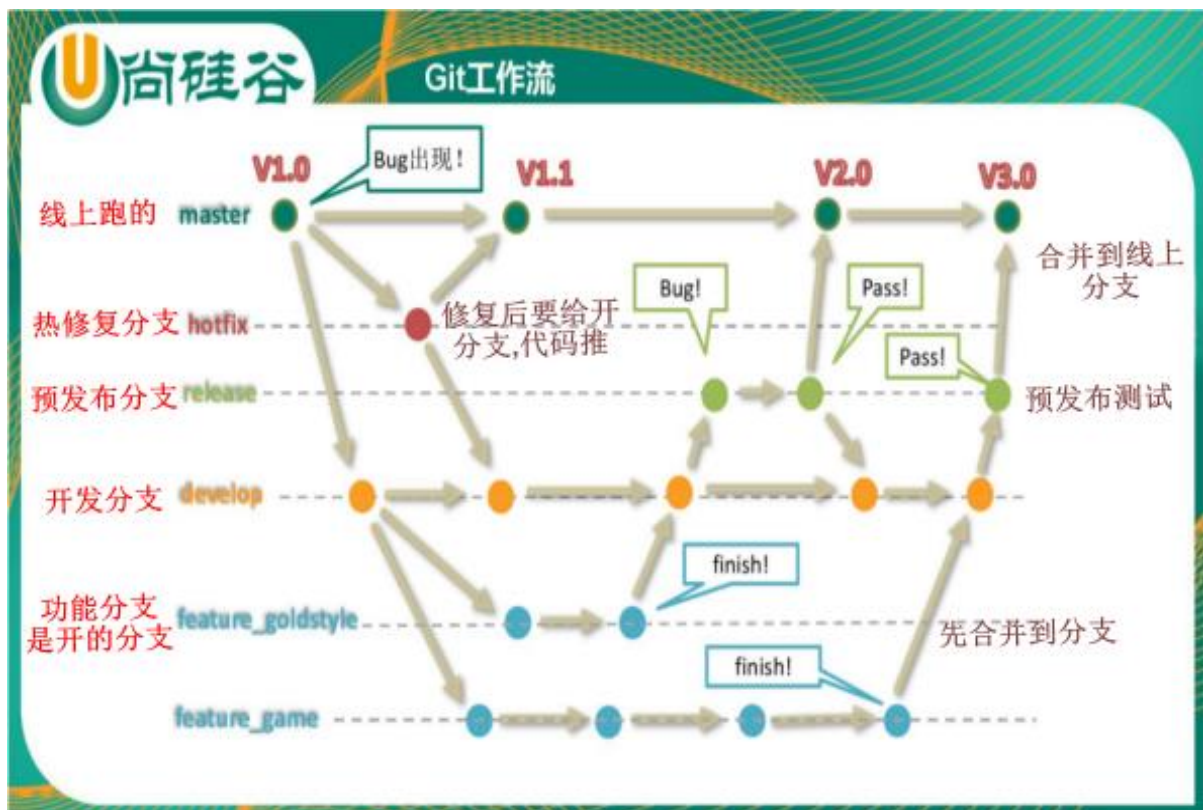 U尚硅谷
Git工作流
V1.0
Bug出现！
V1.1
V2.0
V3.0
线上跑的 master
合并到线上
分支
Bug!
Pass!
热修复分支 hotfix
修复后要给开
分支,代码推
Pass!
预发布分支 release
预发布测试
开发分支 develop
finish!
功能分支
是开的分支
feature_goldstyle
先合并到分支
finish!
feature_game